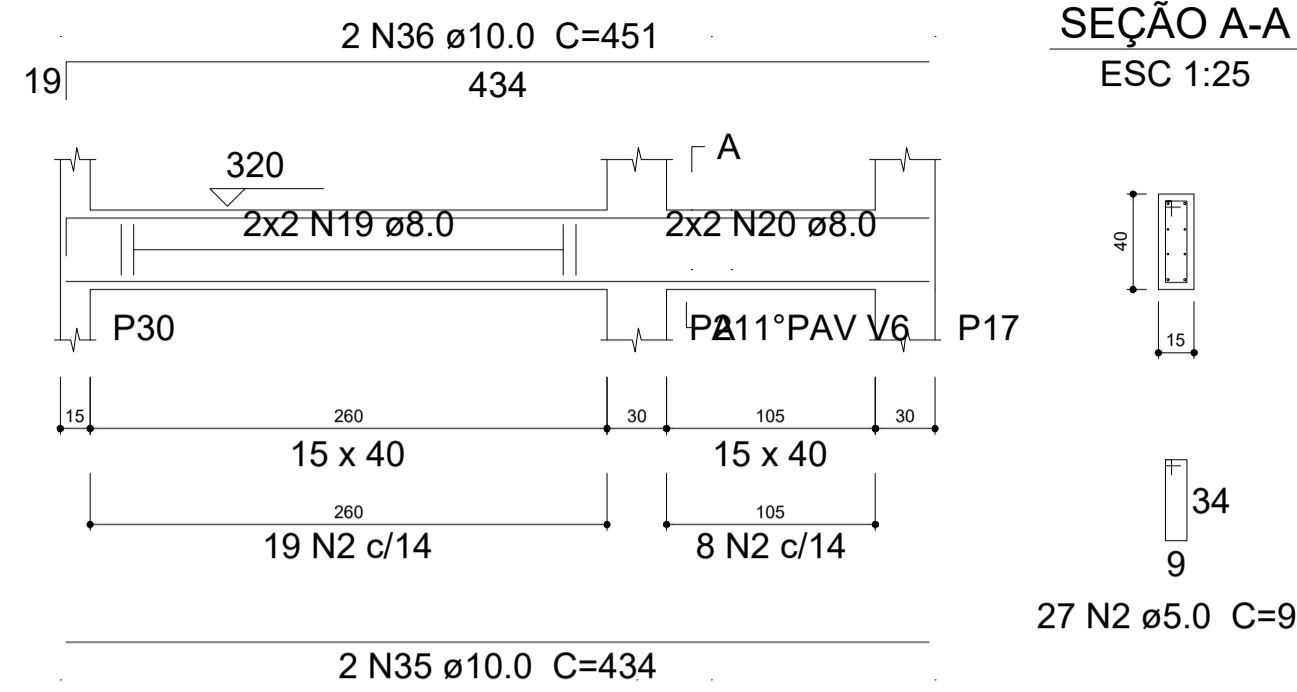 2 N36 ø10.0 C=451
SEÇÃO A-A
19
434
ESC 1:25
A
320
2x2 N19 ø8.0
2x2 N20 ø8.0
40
P30
P21
A
1°PAV V6
P17
15
15
260
30
105
30
15 x 40
15 x 40
260
105
34
19 N2 c/14
8 N2 c/14
9
27 N2 ø5.0 C=9
2 N35 ø10.0 C=434